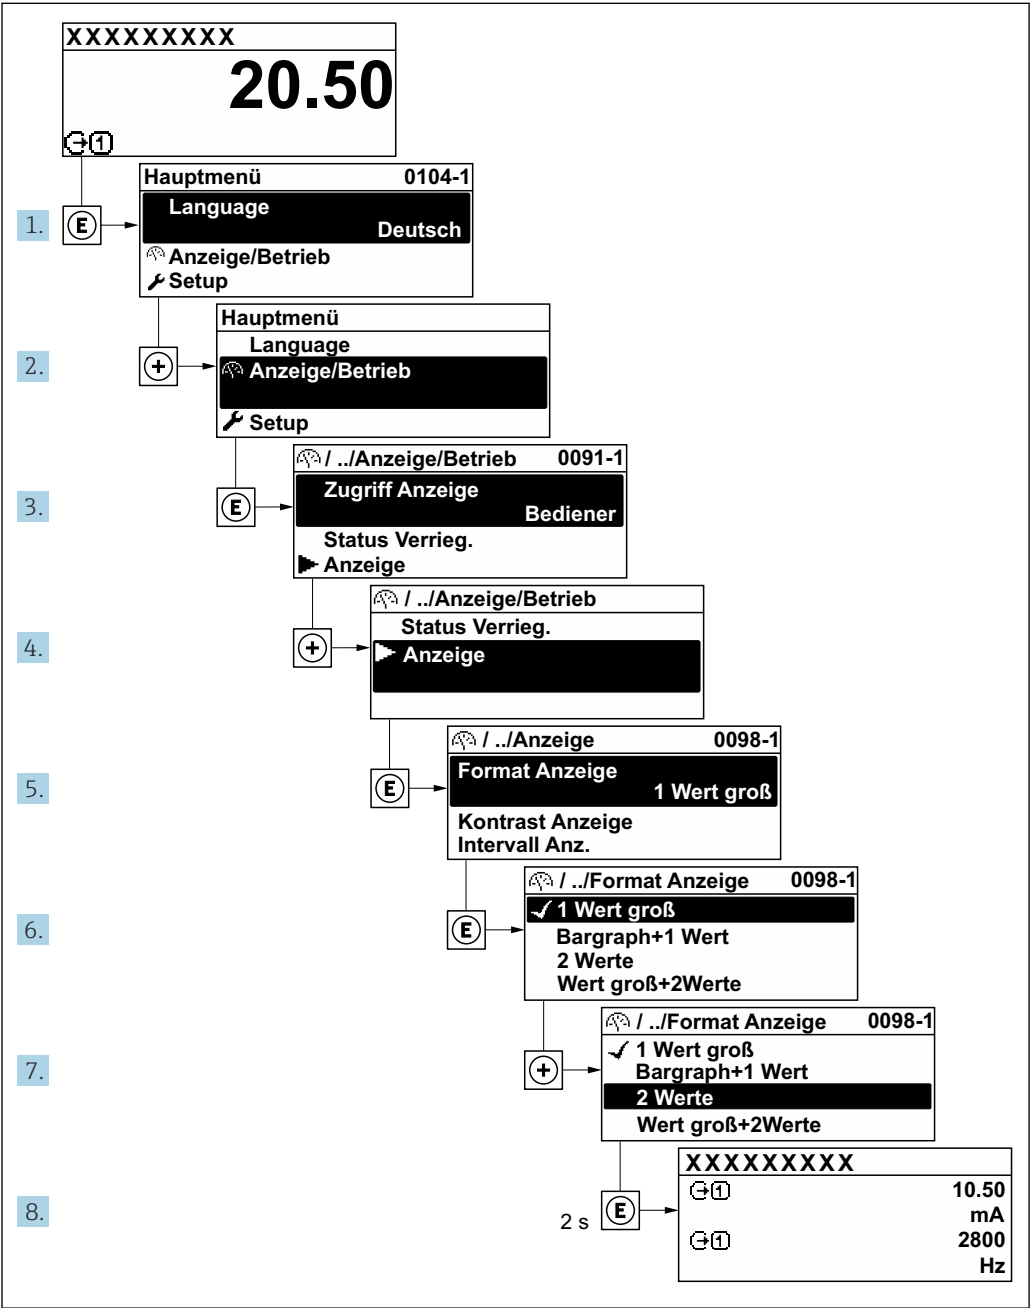 XXXXXXXXX
20.50
1
1.
E
Hauptmenü 0104-1
Language
Deutsch
Anzeige/Betrieb
Setup
2.
+
Hauptmenü
Language
Anzeige/Betrieb
Setup
3.
E
/ ../Anzeige/Betrieb 0091-1
Zugriff Anzeige
Bediener
Status Verrieg.
Anzeige
4.
+
/ ../Anzeige/Betrieb
Status Verrieg.
Anzeige
5.
E
/ ../Anzeige 0098-1
Format Anzeige
1 Wert groß
Kontrast Anzeige
Intervall Anz.
6.
E
/ ../Format Anzeige 0098-1
1 Wert groß
Bargraph+1 Wert
2 Werte
Wert groß+2Werte
7.
+
/ ../Format Anzeige 0098-1
1 Wert groß
Bargraph+1 Wert
2 Werte
Wert groß+2Werte
8.
2 s
E
XXXXXXXXX
1 10.50
mA
1 2800
Hz